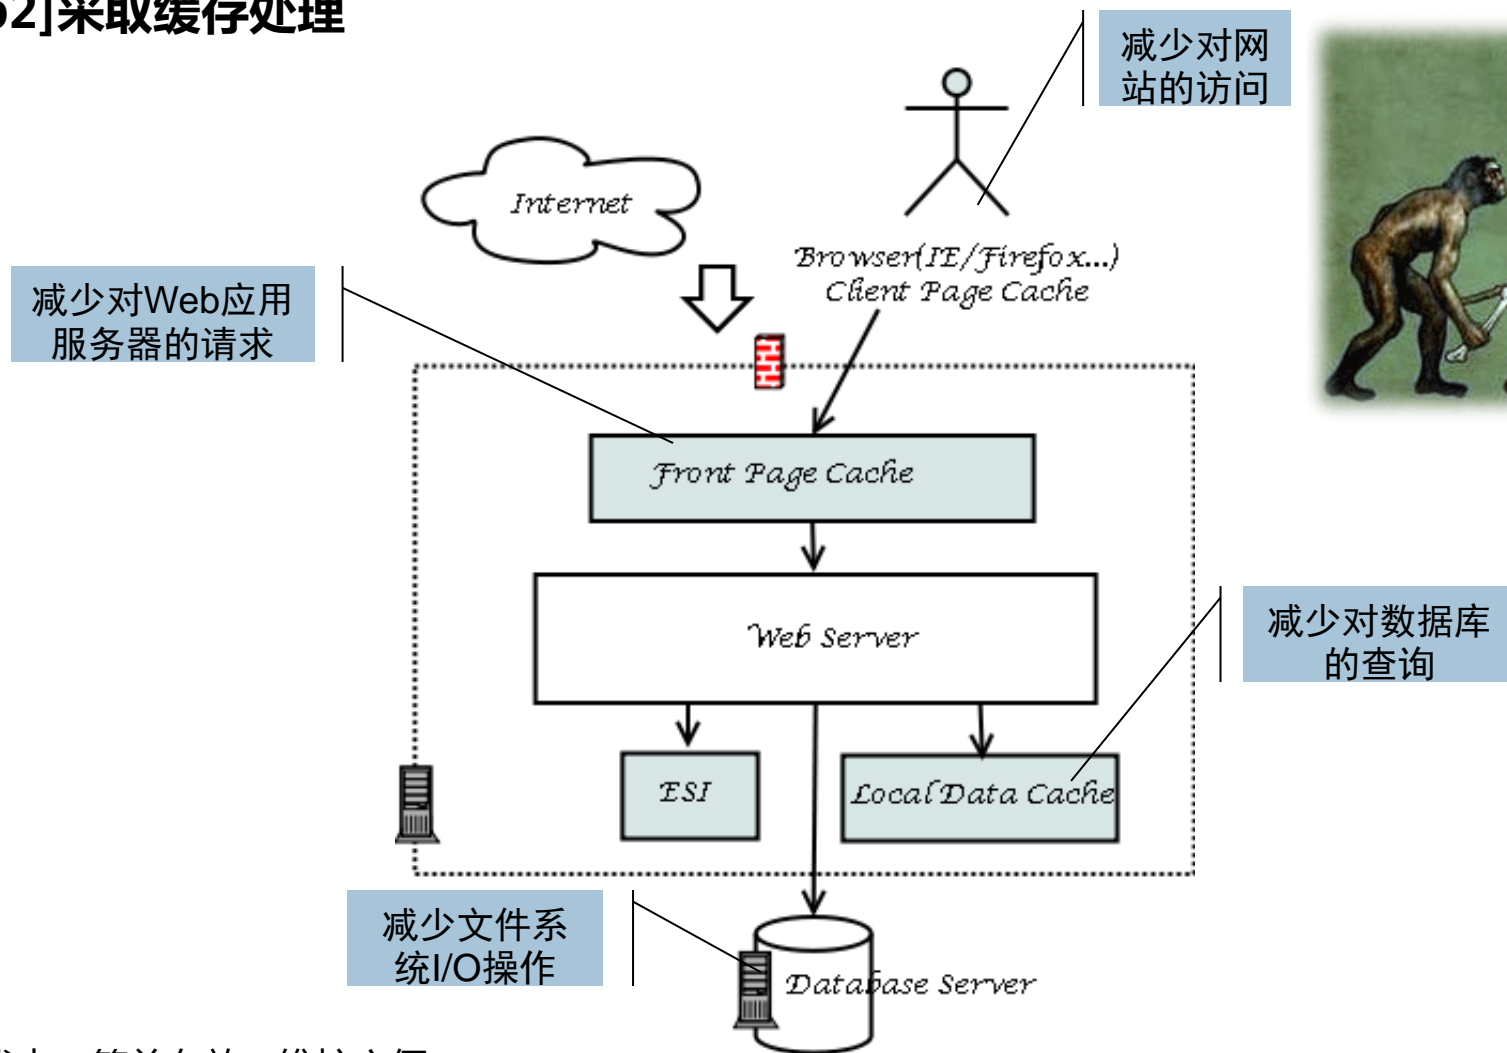 2]采取缓存处理
减少对网
站的访问
Internet
Browser(IE/Firefox...)
Client Page Cache
减少对Web应用
服务器的请求
Front Page Cache
Web Server
减少对数据库
的查询
ESI
Local Data Cache
减少文件系
统I/O操作
Database Server